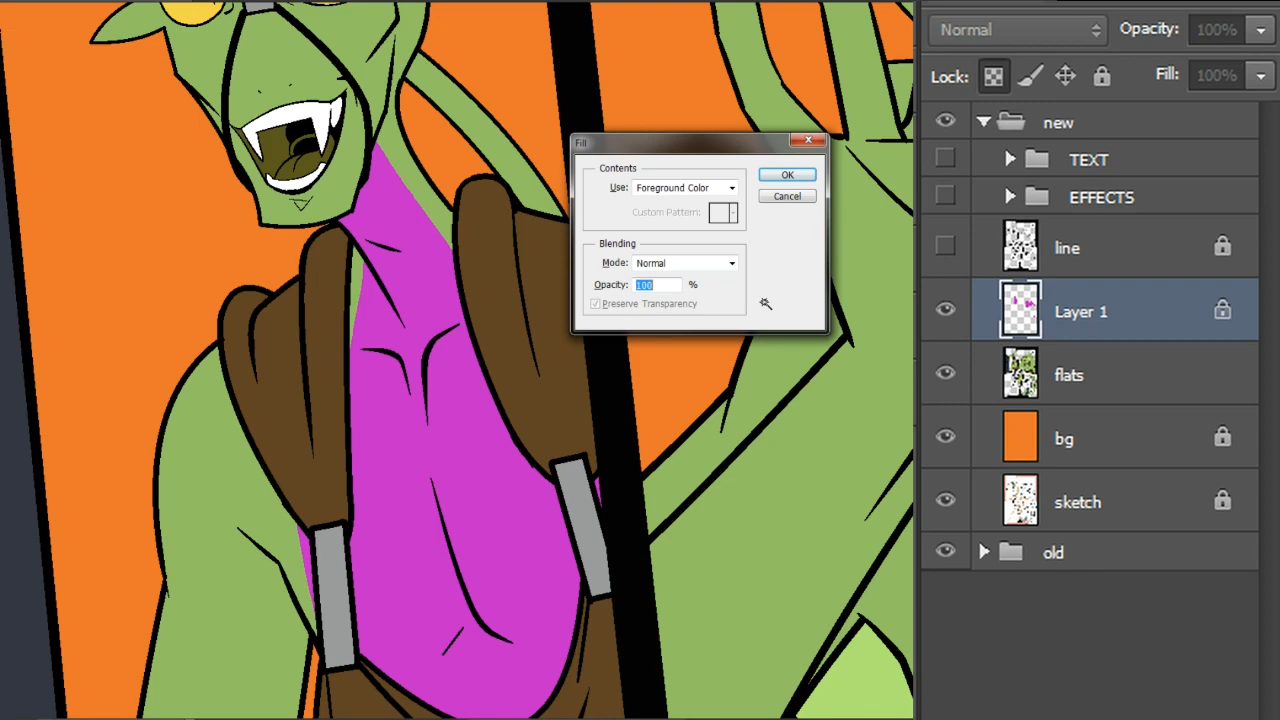 Normal
Opacity: 100%
Lock:
Fill: 100%
new
TEXT
EFFECTS
line
Layer 1
flats
bg
sketch
old
Fill
Contents
Use: Foreground Color
Custom Pattern:
OK
Cancel
Blending
Mode: Normal
Opacity: 100 %
Preserve Transparency